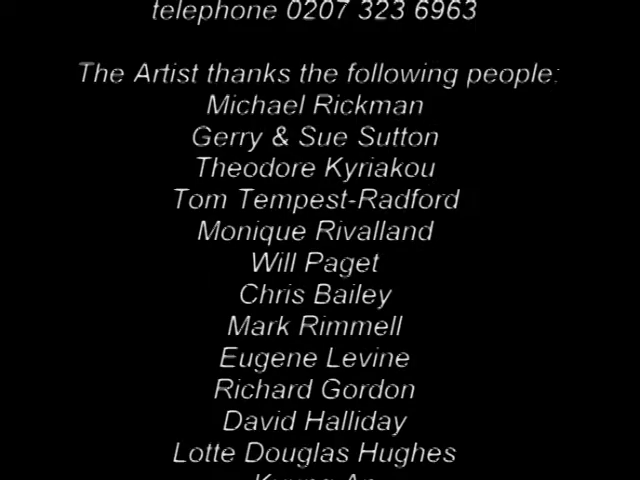 telephone 0207 323 6963
The Artist thanks the following people:
Michael Rickman
Gerry & Sue Sutton
Theodore Kyriakou
Tom Tempest-Radford
Monique Rivalland
Will Paget
Chris Bailey
Mark Rimmell
Eugene Levine
Richard Gordon
David Halliday
Lotte Douglas Hughes